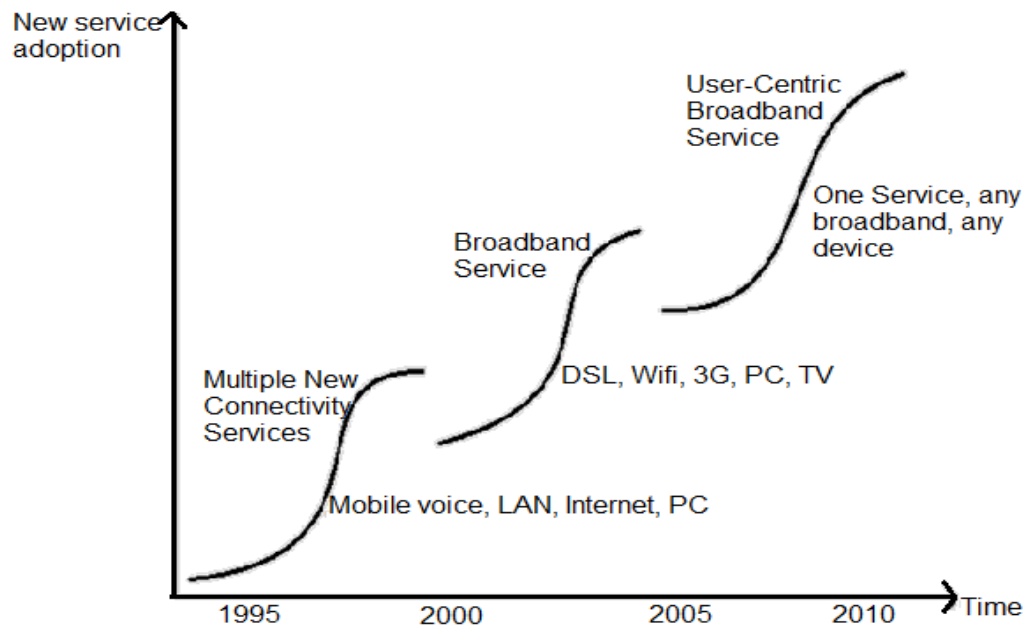 New service
adoption
User-Centric
Broadband
Service
One Service, any
broadband, any
device
Broadband
Service
DSL, Wifi, 3G, PC, TV
Multiple New
Connectivity
Services
Mobile voice, LAN, Internet, PC
1995
2000
2005
2010
Time